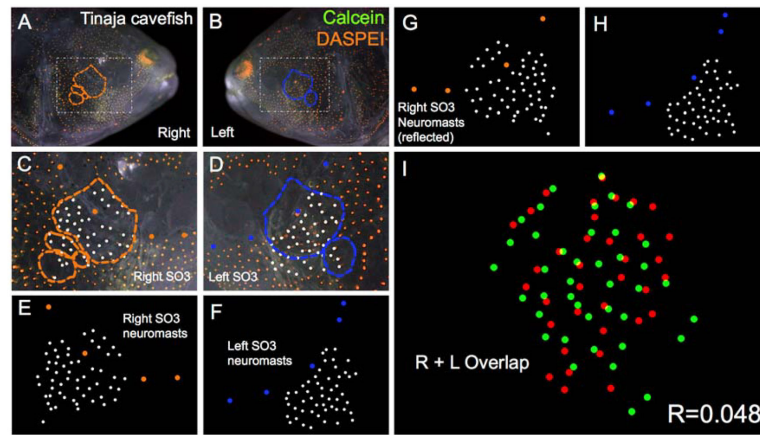 A
Tinaja cavefish
Right
B
Calcein
DASPEI
Left
C
Right SO3
D
Left SO3
E
Right SO3
neuromasts
F
Left SO3
neuromasts
G
Right SO3
Neuromasts
(reflected)
H
I
R + L Overlap
R=0.048